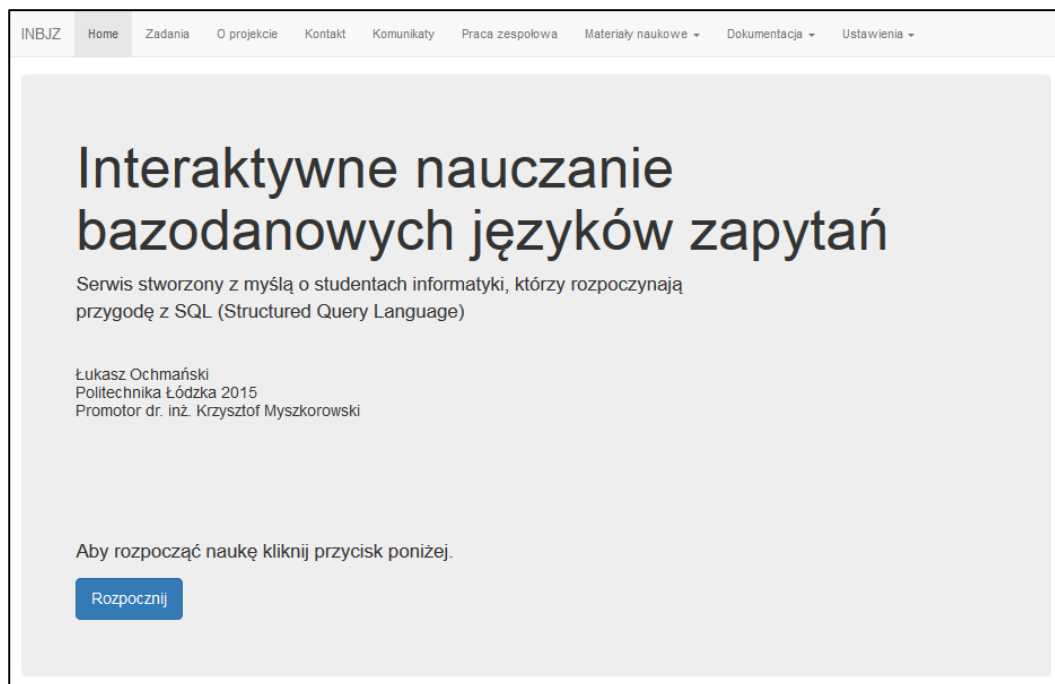 INBJZ Home Zadania O projekcie Kontakt Komunikaty Praca zespołowa Materiały naukowe Dokumentacja Ustawienia
Interaktywne nauczanie
bazodanowych języków zapytań
Serwis stworzony z myślą o studentach informatyki, którzy rozpoczynają
przygodę z SQL (Structured Query Language)
Łukasz Ochmański
Politechnika Łódzka 2015
Promotor dr. inż. Krzysztof Myszkorowski
Aby rozpocząć naukę kliknij przycisk poniżej.
Rozpocznij